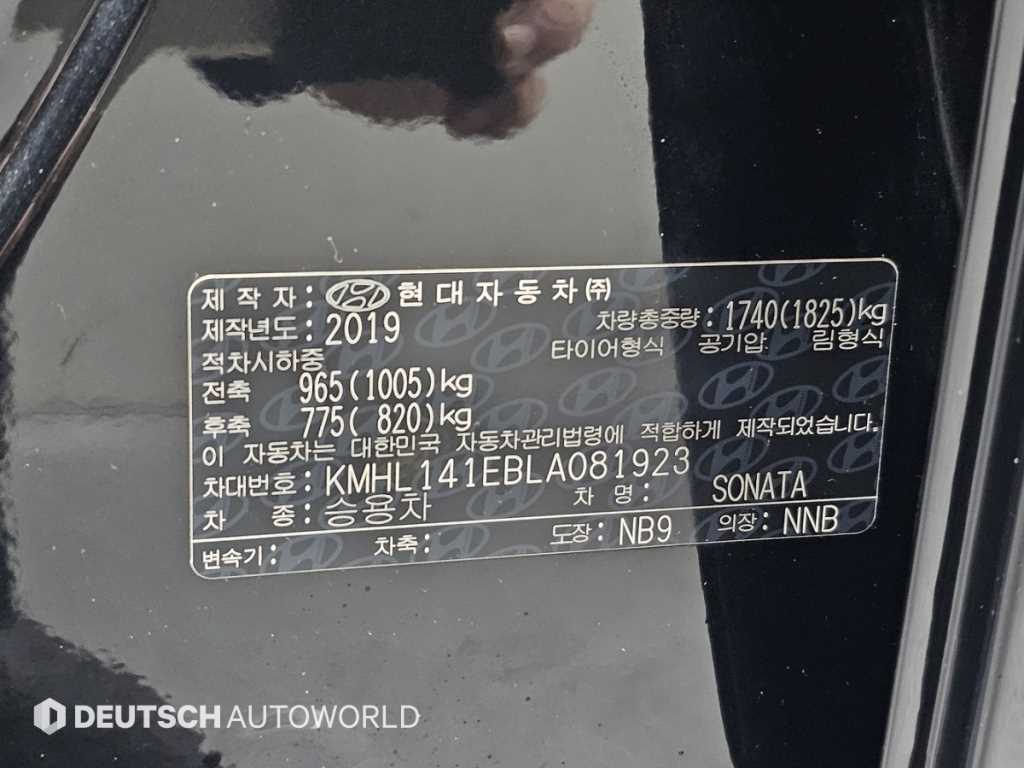 제작자: 현대자동차㈜
제작년도: 2019 차량총중량: 1740(1825)kg
적차시하중 타이어형식 공기압 림형식
전축 965(1005)kg
후축 775( 820)kg
이 자동차는 대한민국 자동차관리법령에 적합하게 제작되었습니다.
차대번호: KMHL141EBLA081923
차 종: 승용차 차 명: SONATA
변속기: 차축: 도장: NB9 의장: NNB
DEUTSCH AUTOWORLD